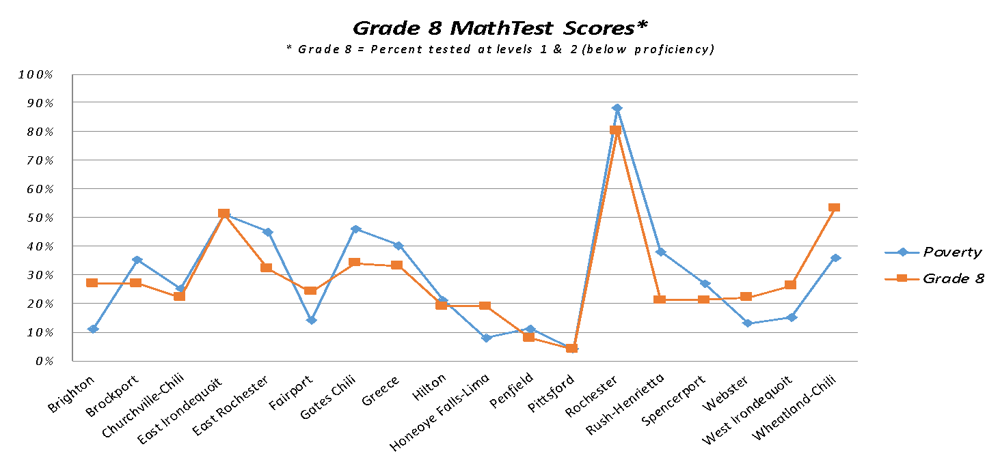 Grade 8 MathTest Scores*
* Grade 8 = Percent tested at levels 1 & 2 (below proficiency)
100%
90%
80%
70%
60%
50%
40%
30%
20%
10%
0%
Poverty
Grade 8
Brighton
Brockport
Churchville-Chili
East Irondequoit
East Rochester
Fairport
Gates Chili
Greece
Hilton
Honeoye Falls-Lima
Penfield
Pittsford
Rochester
Rush-Henrietta
Spencerport
Webster
West Irondequoit
Wheatland-Chili